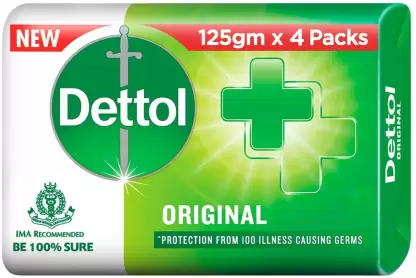 NEW
125gm x 4 Packs
Dettol
ORIGINAL
*PROTECTION FROM 100 ILLNESS CAUSING GERMS
IMA RECOMMENDED
BE 100% SURE
Dettol
ORIGINAL